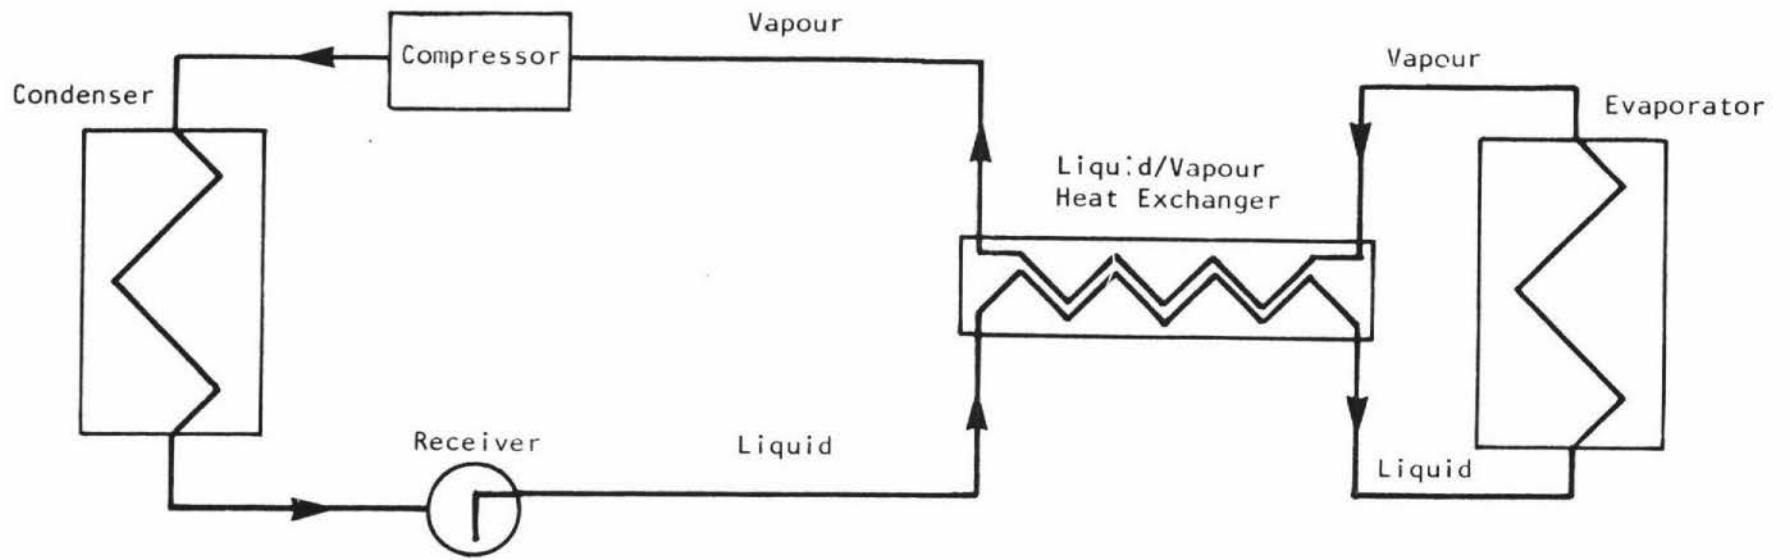 Vapour
Compressor
Vapour
Condenser
Evaporator
Liquid/Vapour
Heat Exchanger
Receiver
Liquid
Liquid